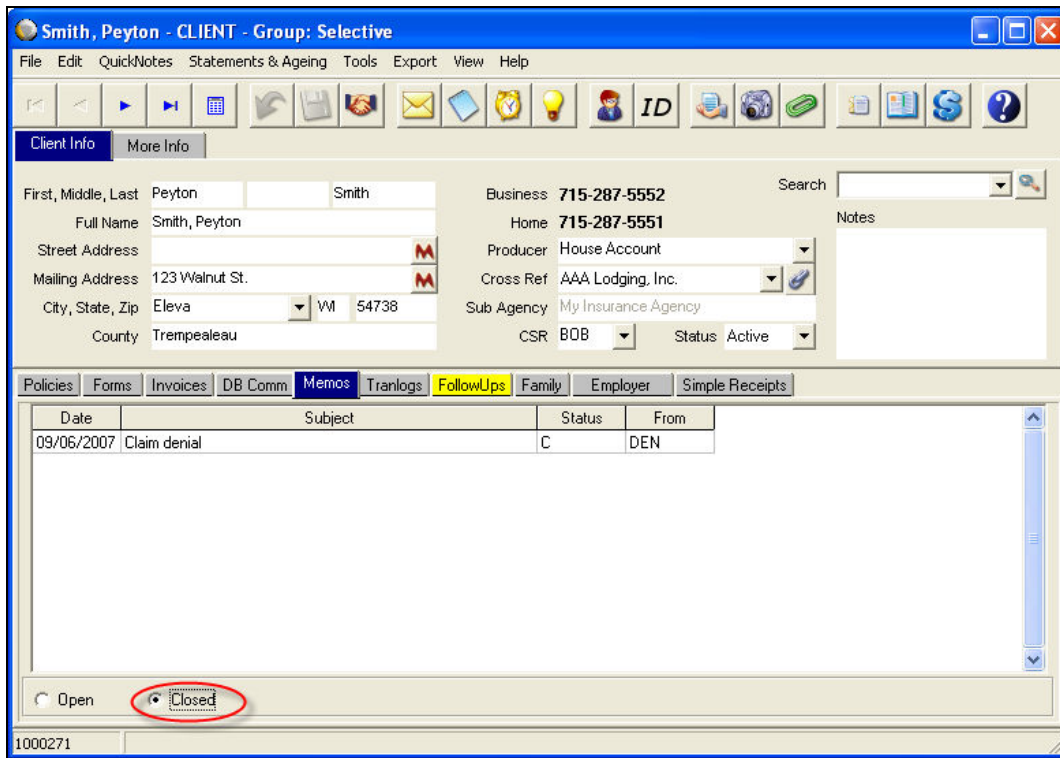 Smith, Peyton - CLIENT - Group: Selective
File Edit QuickNotes Statements & Ageing Tools Export View Help
ID
Client Info More Info
First, Middle, Last Peyton Smith Business 715-287-5552 Search
Full Name Smith, Peyton Home 715-287-5551 Notes
Street Address Producer House Account
Mailing Address 123 Walnut St. Cross Ref AAA Lodging, Inc.
City, State, Zip Eleva WI 54738 Sub Agency My Insurance Agency
County Trempealeau CSR BOB Status Active
Policies Forms Invoices DB Comm Memos Tranlogs FollowUps Family Employer Simple Receipts
Date Subject Status From
09/06/2007 Claim denial C DEN
Open Closed
1000271